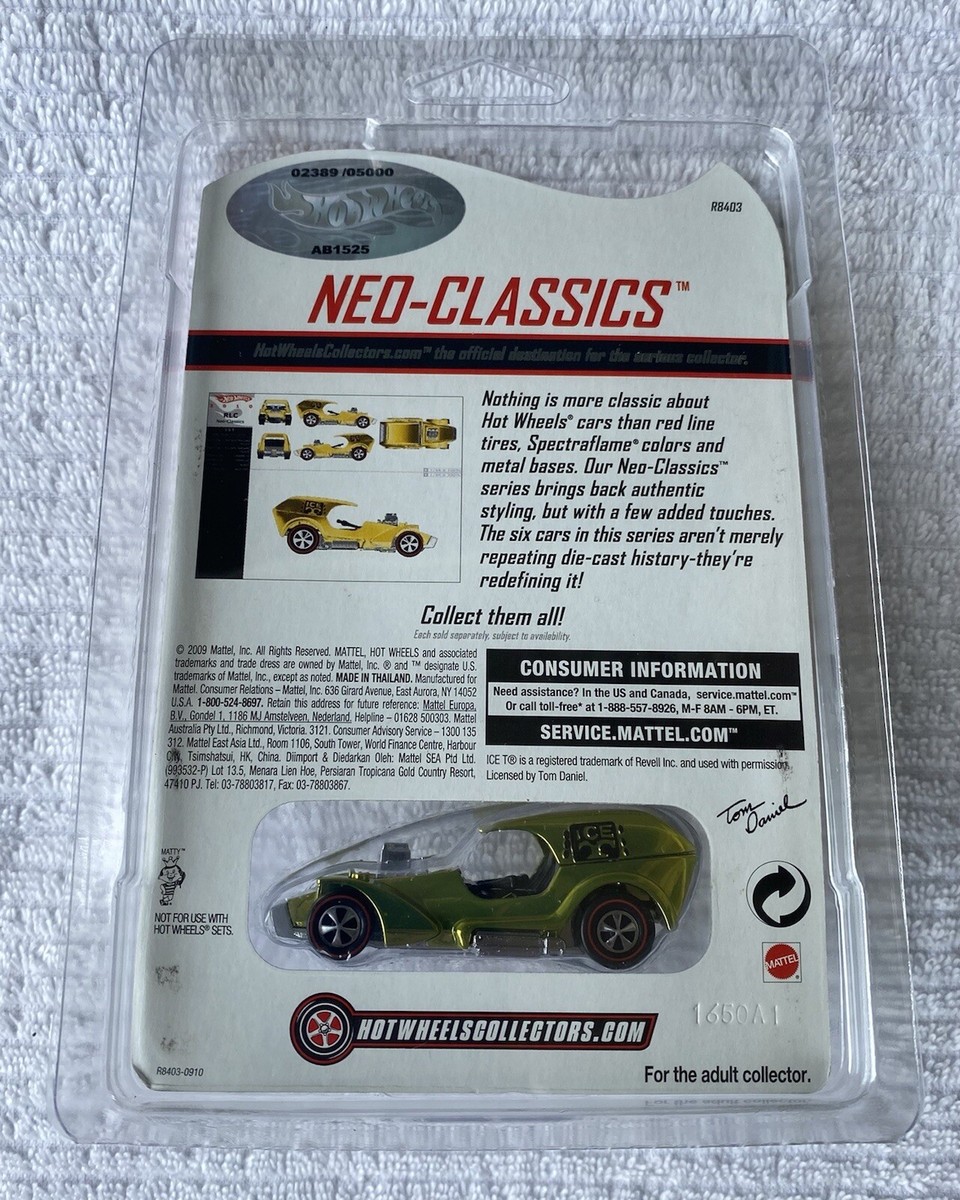 02389 /05000
HOT WHEELS
AB1525
R8403
NEO-CLASSICS™
HotWheelsCollectors.com™ the official destination for the serious collector.
RLC
ICE
Nothing is more classic about
Hot Wheels® cars than red line
tires, Spectraflame® colors and
metal bases. Our Neo-Classics™
series brings back authentic
styling, but with a few added touches.
The six cars in this series aren't merely
repeating die-cast history-they're
redefining it!
Collect them all!
Each sold separately, subject to availability.
© 2009 Mattel, Inc. All Rights Reserved. MATTEL, HOT WHEELS and associated
trademarks and trade dress are owned by Mattel, Inc. ® and ™ designate U.S.
trademarks of Mattel, Inc., except as noted. MADE IN THAILAND. Manufactured for
Mattel. Consumer Relations – Mattel, Inc. 636 Girard Avenue, East Aurora, NY 14052
U.S.A. 1-800-524-8697. Retain this address for future reference: Mattel Europa,
B.V., Gondel 1, 1186 MJ Amstelveen, Nederland. Helpline – 01628 500303. Mattel
Australia Pty Ltd., Richmond, Victoria. 3121. Consumer Advisory Service – 1300 135
312. Mattel East Asia Ltd., Room 1106, South Tower, World Finance Centre, Harbour
City, Tsimshatsui, HK, China. Diimport & Diedarkan Oleh: Mattel SEA Ptd Ltd.
(993532-P) Lot 13.5, Menara Lien Hoe, Persiaran Tropicana Gold Country Resort,
47410 PJ. Tel: 03-78803817, Fax: 03-78803867.
CONSUMER INFORMATION
Need assistance? In the US and Canada, service.mattel.com™
Or call toll-free* at 1-888-557-8926, M-F 8AM - 6PM, ET.
SERVICE.MATTEL.COM™
ICE T® is a registered trademark of Revell Inc. and used with permission.
Licensed by Tom Daniel.
Tom
Daniel
ICE
MATTY™
NOT FOR USE WITH
HOT WHEELS® SETS.
MATTEL
1650A1
HOTWHEELSCOLLECTORS.COM
R8403-0910
For the adult collector.